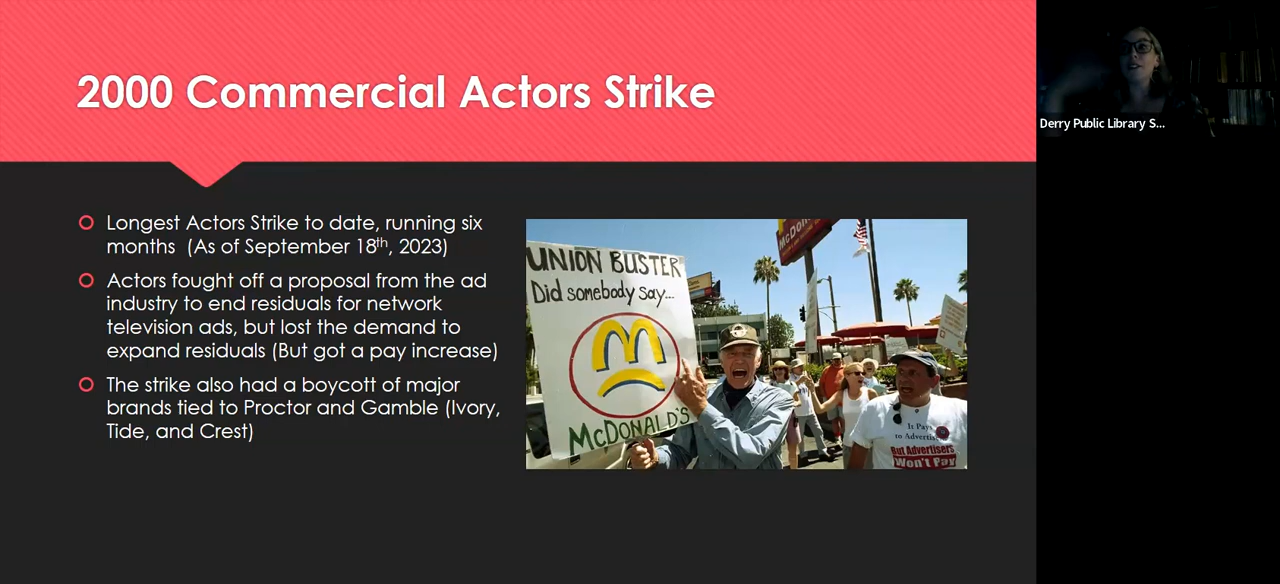 2000 Commercial Actors Strike
Derry Public Library S...
Longest Actors Strike to date, running six
months (As of September 18th, 2023)
Actors fought off a proposal from the ad
industry to end residuals for network
television ads, but lost the demand to
expand residuals (But got a pay increase)
The strike also had a boycott of major
brands tied to Proctor and Gamble (Ivory,
Tide, and Crest)
UNION BUSTER
Did somebody say...
McDONALD'S
McDona
It Pays
to Advertise
But Advertisers
Won't Pay